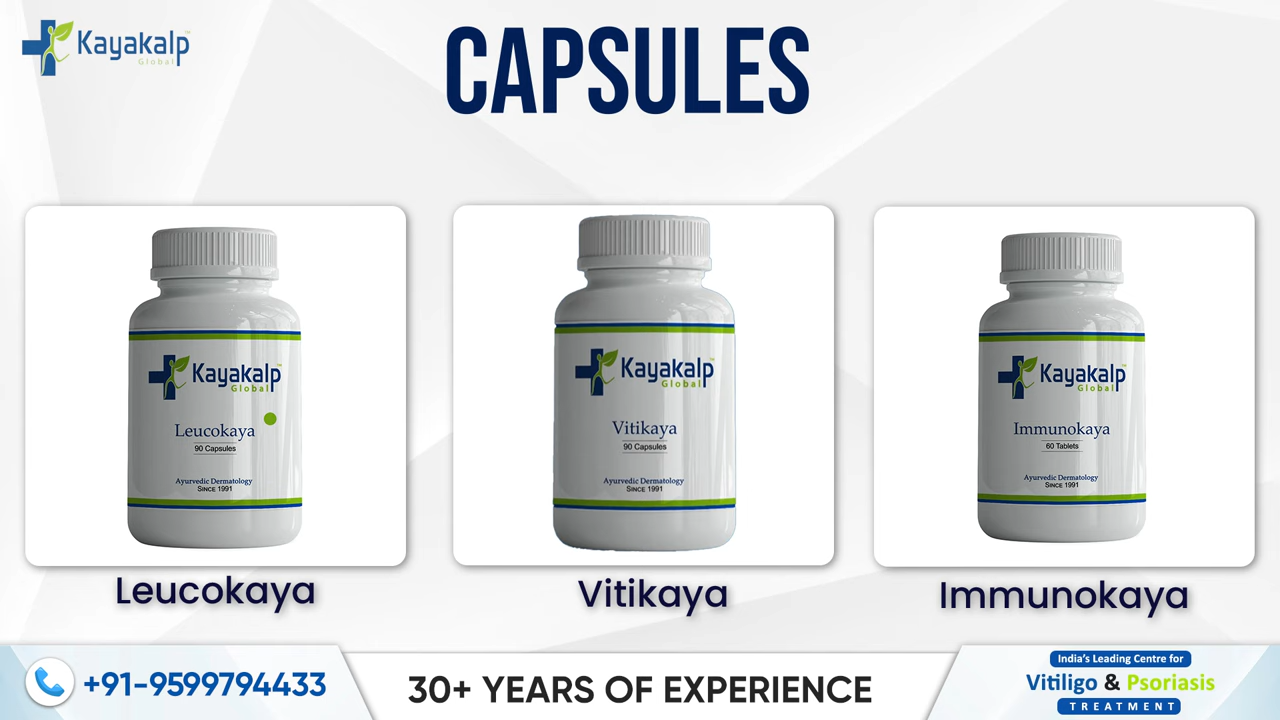 Kayakalp
Global
CAPSULES
Kayakalp
Global
Leucokaya
90 Capsules
Ayurvedic Dermatology
SINCE 1991
Kayakalp
Global
Vitikaya
90 Capsules
Ayurvedic Dermatology
SINCE 1991
Kayakalp
Global
Immunokaya
60 Tablets
Ayurvedic Dermatology
SINCE 1991
Leucokaya
Vitikaya
Immunokaya
+91-9599794433
30+ YEARS OF EXPERIENCE
India's Leading Centre for
Vitiligo & Psoriasis
TREATMENT